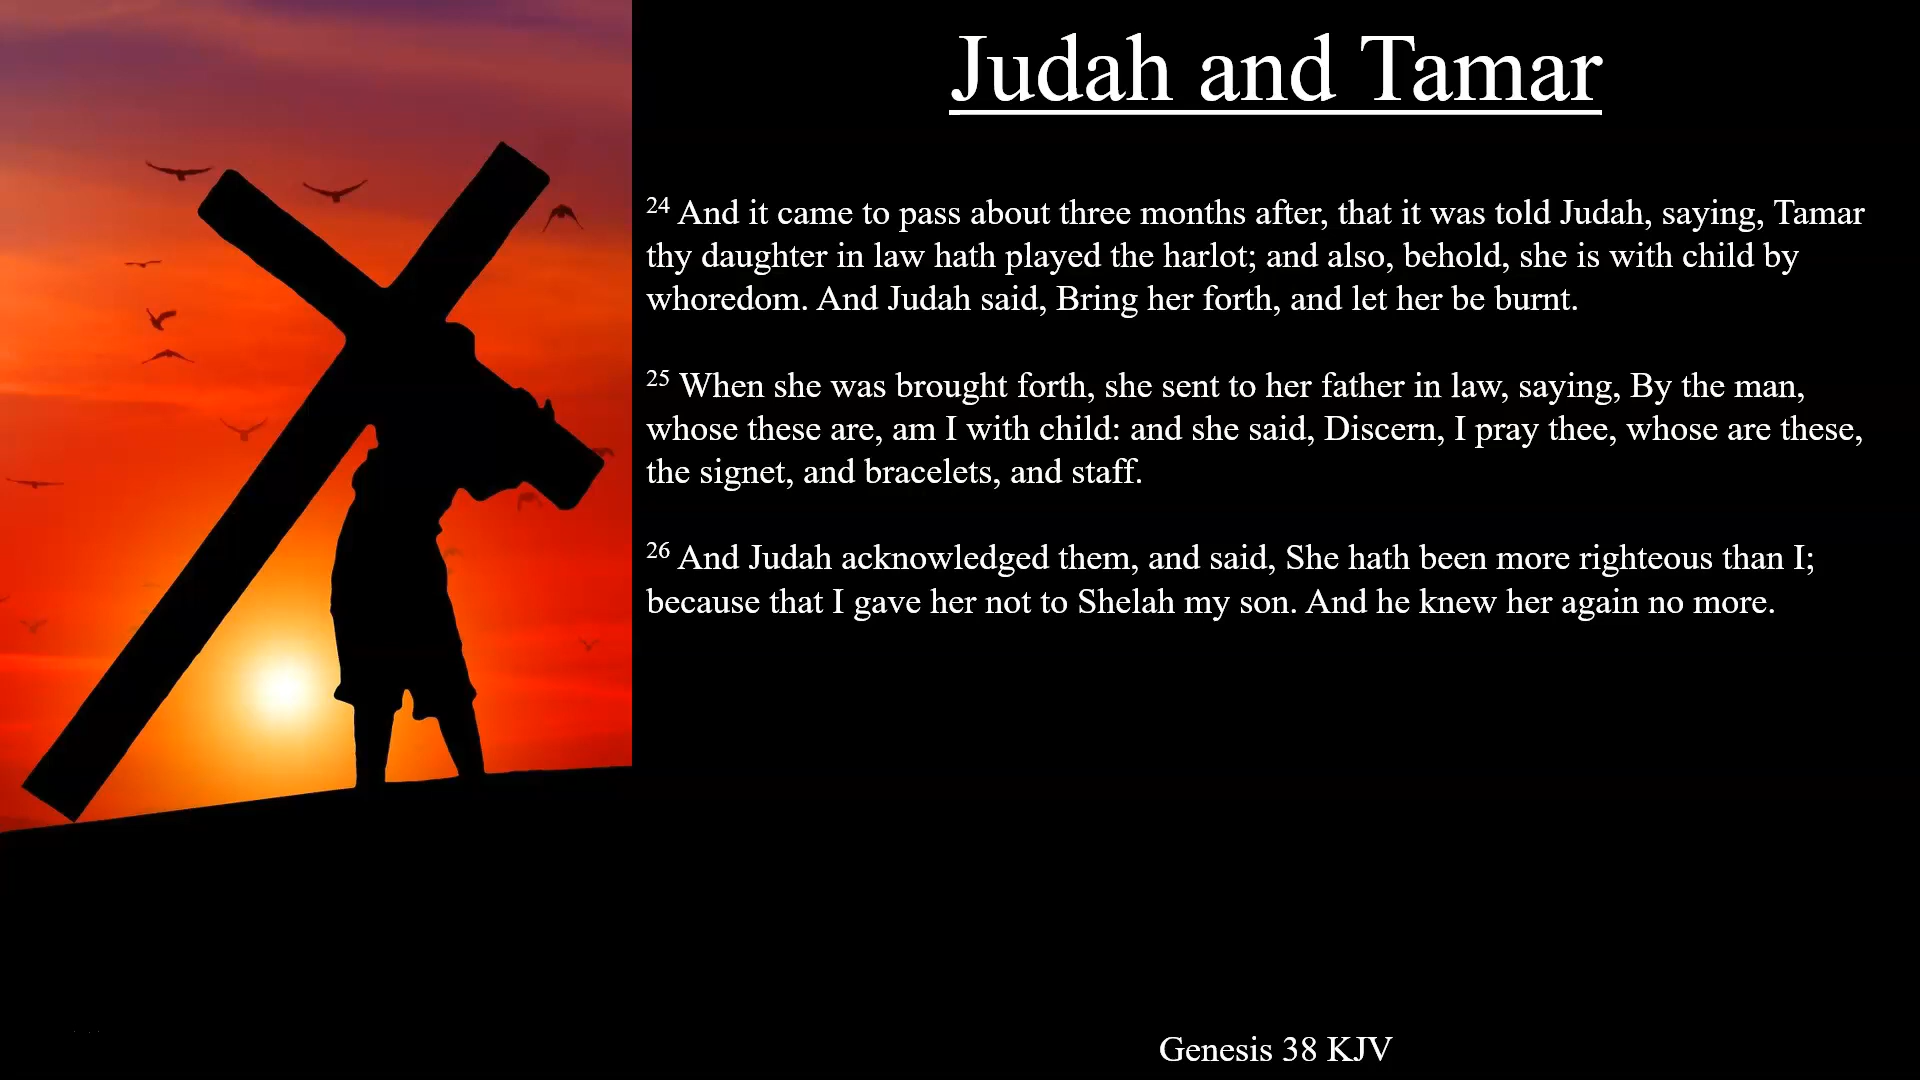 Judah and Tamar
24 And it came to pass about three months after, that it was told Judah, saying, Tamar
thy daughter in law hath played the harlot; and also, behold, she is with child by
whoredom. And Judah said, Bring her forth, and let her be burnt.
25 When she was brought forth, she sent to her father in law, saying, By the man,
whose these are, am I with child: and she said, Discern, I pray thee, whose are these,
the signet, and bracelets, and staff.
26 And Judah acknowledged them, and said, She hath been more righteous than I;
because that I gave her not to Shelah my son. And he knew her again no more.
Genesis 38 KJV